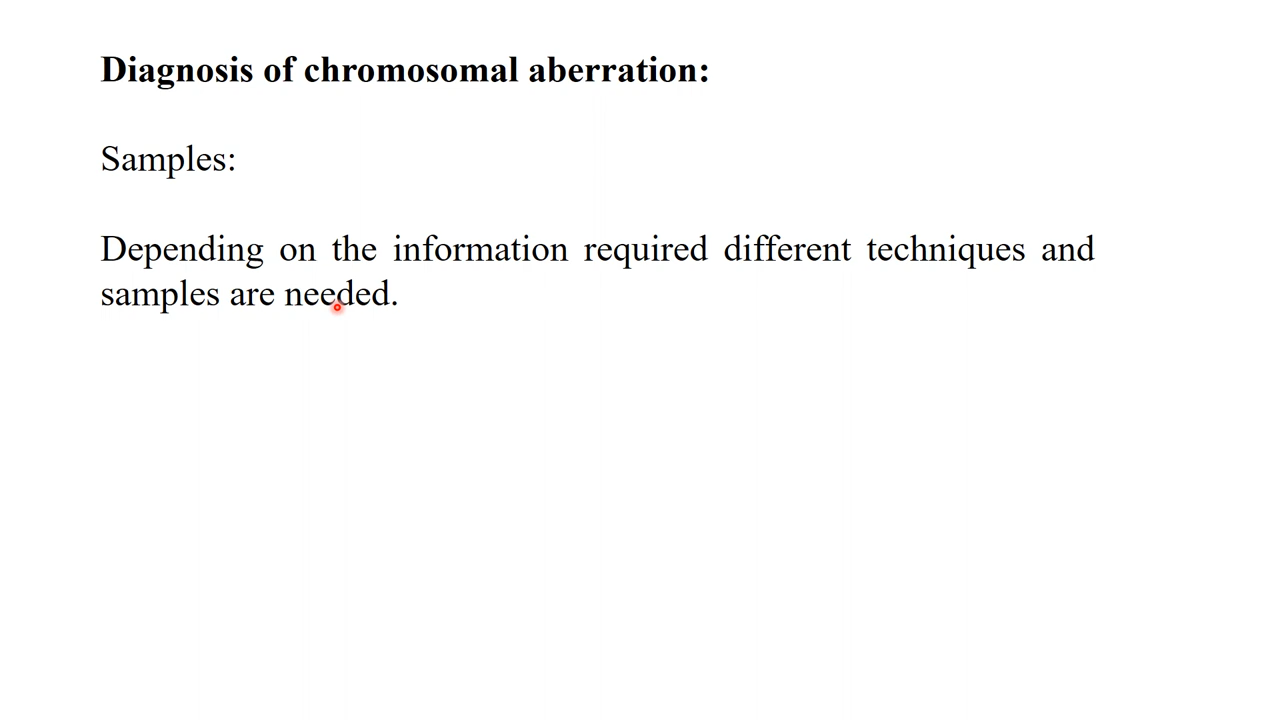 Diagnosis of chromosomal aberration:
Samples:
Depending on the information required different techniques and
samples are needed.